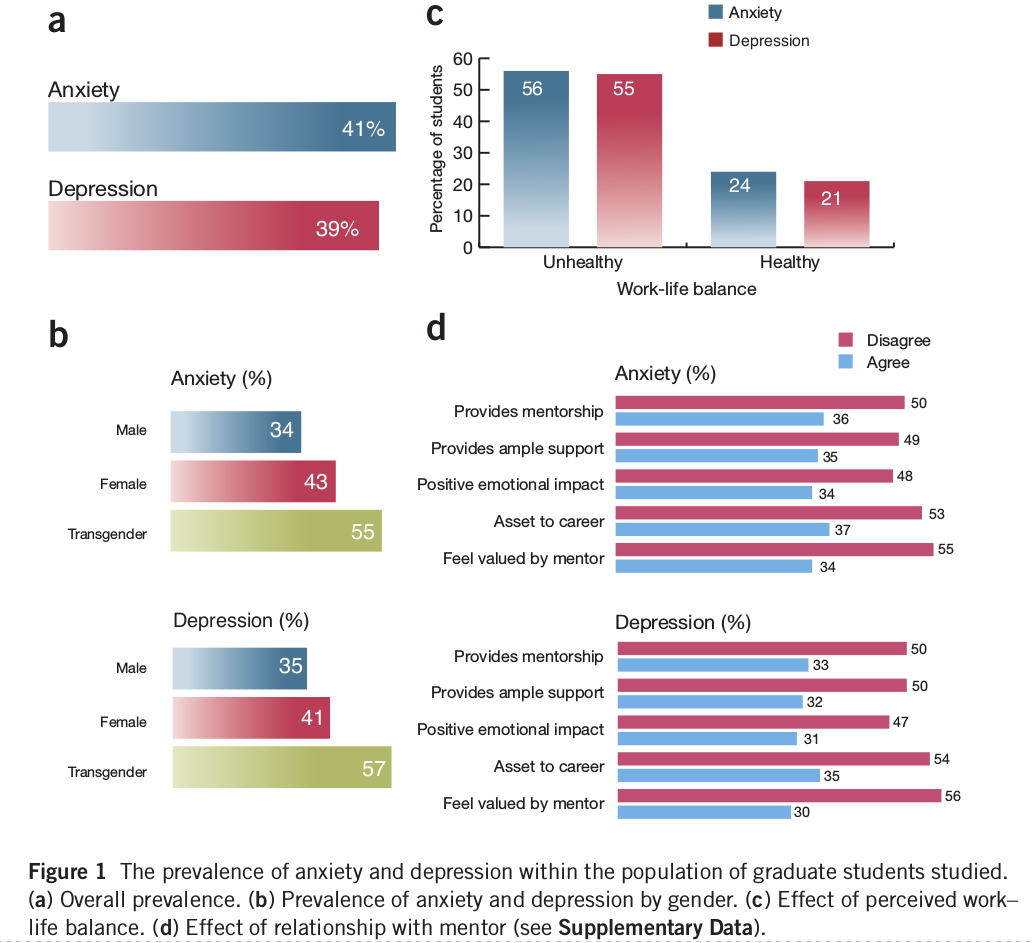 a
Anxiety
41%
Depression
39%
b
Anxiety (%)
Male 34
Female 43
Transgender 55
Depression (%)
Male 35
Female 41
Transgender 57
c
Anxiety
Depression
Percentage of students
60
50
40
30
20
10
0
56 55 24 21
Unhealthy Healthy
Work-life balance
d
Disagree
Agree
Anxiety (%)
Provides mentorship 50
36
Provides ample support 49
35
Positive emotional impact 48
34
Asset to career 53
37
Feel valued by mentor 55
34
Depression (%)
Provides mentorship 50
33
Provides ample support 50
32
Positive emotional impact 47
31
Asset to career 54
35
Feel valued by mentor 56
30
Figure 1 The prevalence of anxiety and depression within the population of graduate students studied.
(a) Overall prevalence. (b) Prevalence of anxiety and depression by gender. (c) Effect of perceived work–
life balance. (d) Effect of relationship with mentor (see Supplementary Data).